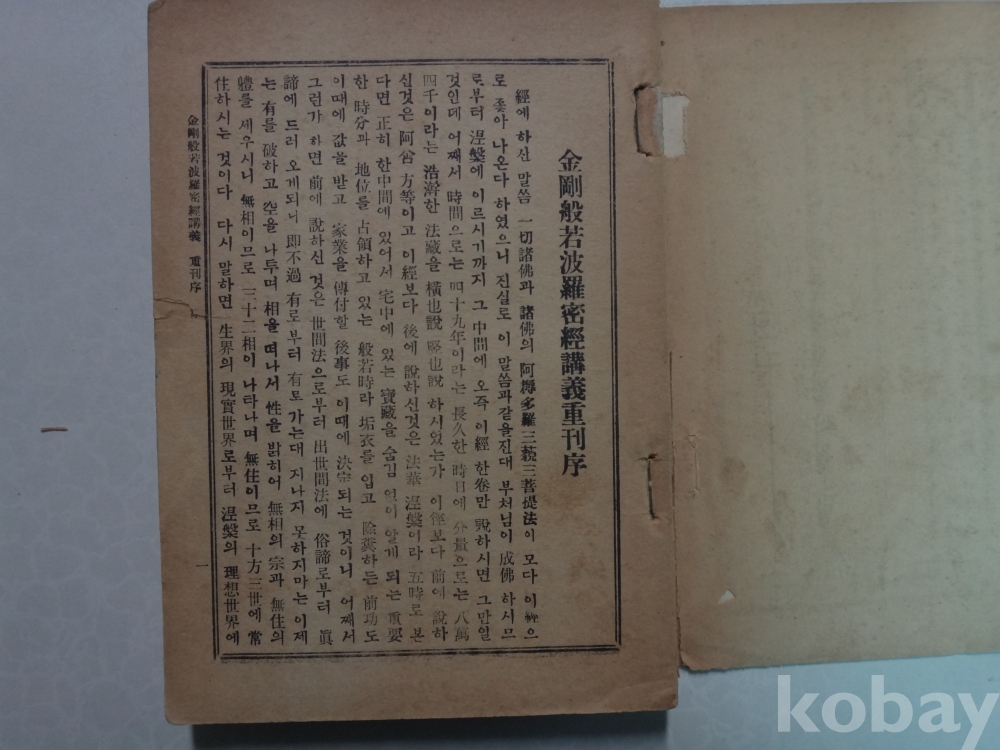 金剛般若波羅密經講義重刊序
經에 하신 말씀 一切諸佛과 諸佛의 阿耨多羅三藐三菩提法이 모다 이經으
로 좇아 나온다 하였으니 진실로 이 말씀과같을진대 부처님이 成佛 하시므
로부터 涅槃에 이르시기까지 그 中間에 오즉 이經 한卷만 說하시면 그만일
것인데 어째서 時間으로는 四十九年이라는 長久한 時日에 分量으로는 八萬
四千이라는 浩瀚한 法藏을 橫也說 竪也說 하시었는가 이經보다 前에 說하
신것은 阿含 方等이고 이經보다 後에 說하신것은 法華 涅槃이라 五時로 본
다면 正히 한中間에 있어서 宅中에 있는 寶藏을 숨김 없이 알게 되는 重要
한 時分과 地位를 占領하고 있는 般若時라 垢衣를 입고 除糞하든 前功도
이때에 값을 받고 家業을 傳付할 後事도 이때에 決定되는 것이니 어째서
그런가 하면 前에 說하신 것은 世間法으로부터 出世間法에 俗諦로부터 眞
諦에 드러 오게되니 即不過 有로부터 有로 가는대 지나지 못하지마는 이제
는 有를 破하고 空을 나투며 相을 떠나서 性을 밝히어 無相의 宗과 無住의
體를 세우시니 無相이므로 三十二相이 나타나며 無住이므로 十方三世에 常
住하시는 것이다 다시 말하면 生界의 現實世界로부터 涅槃의 理想世界에
金剛般若波羅密經講義 重刊序
一
kobay